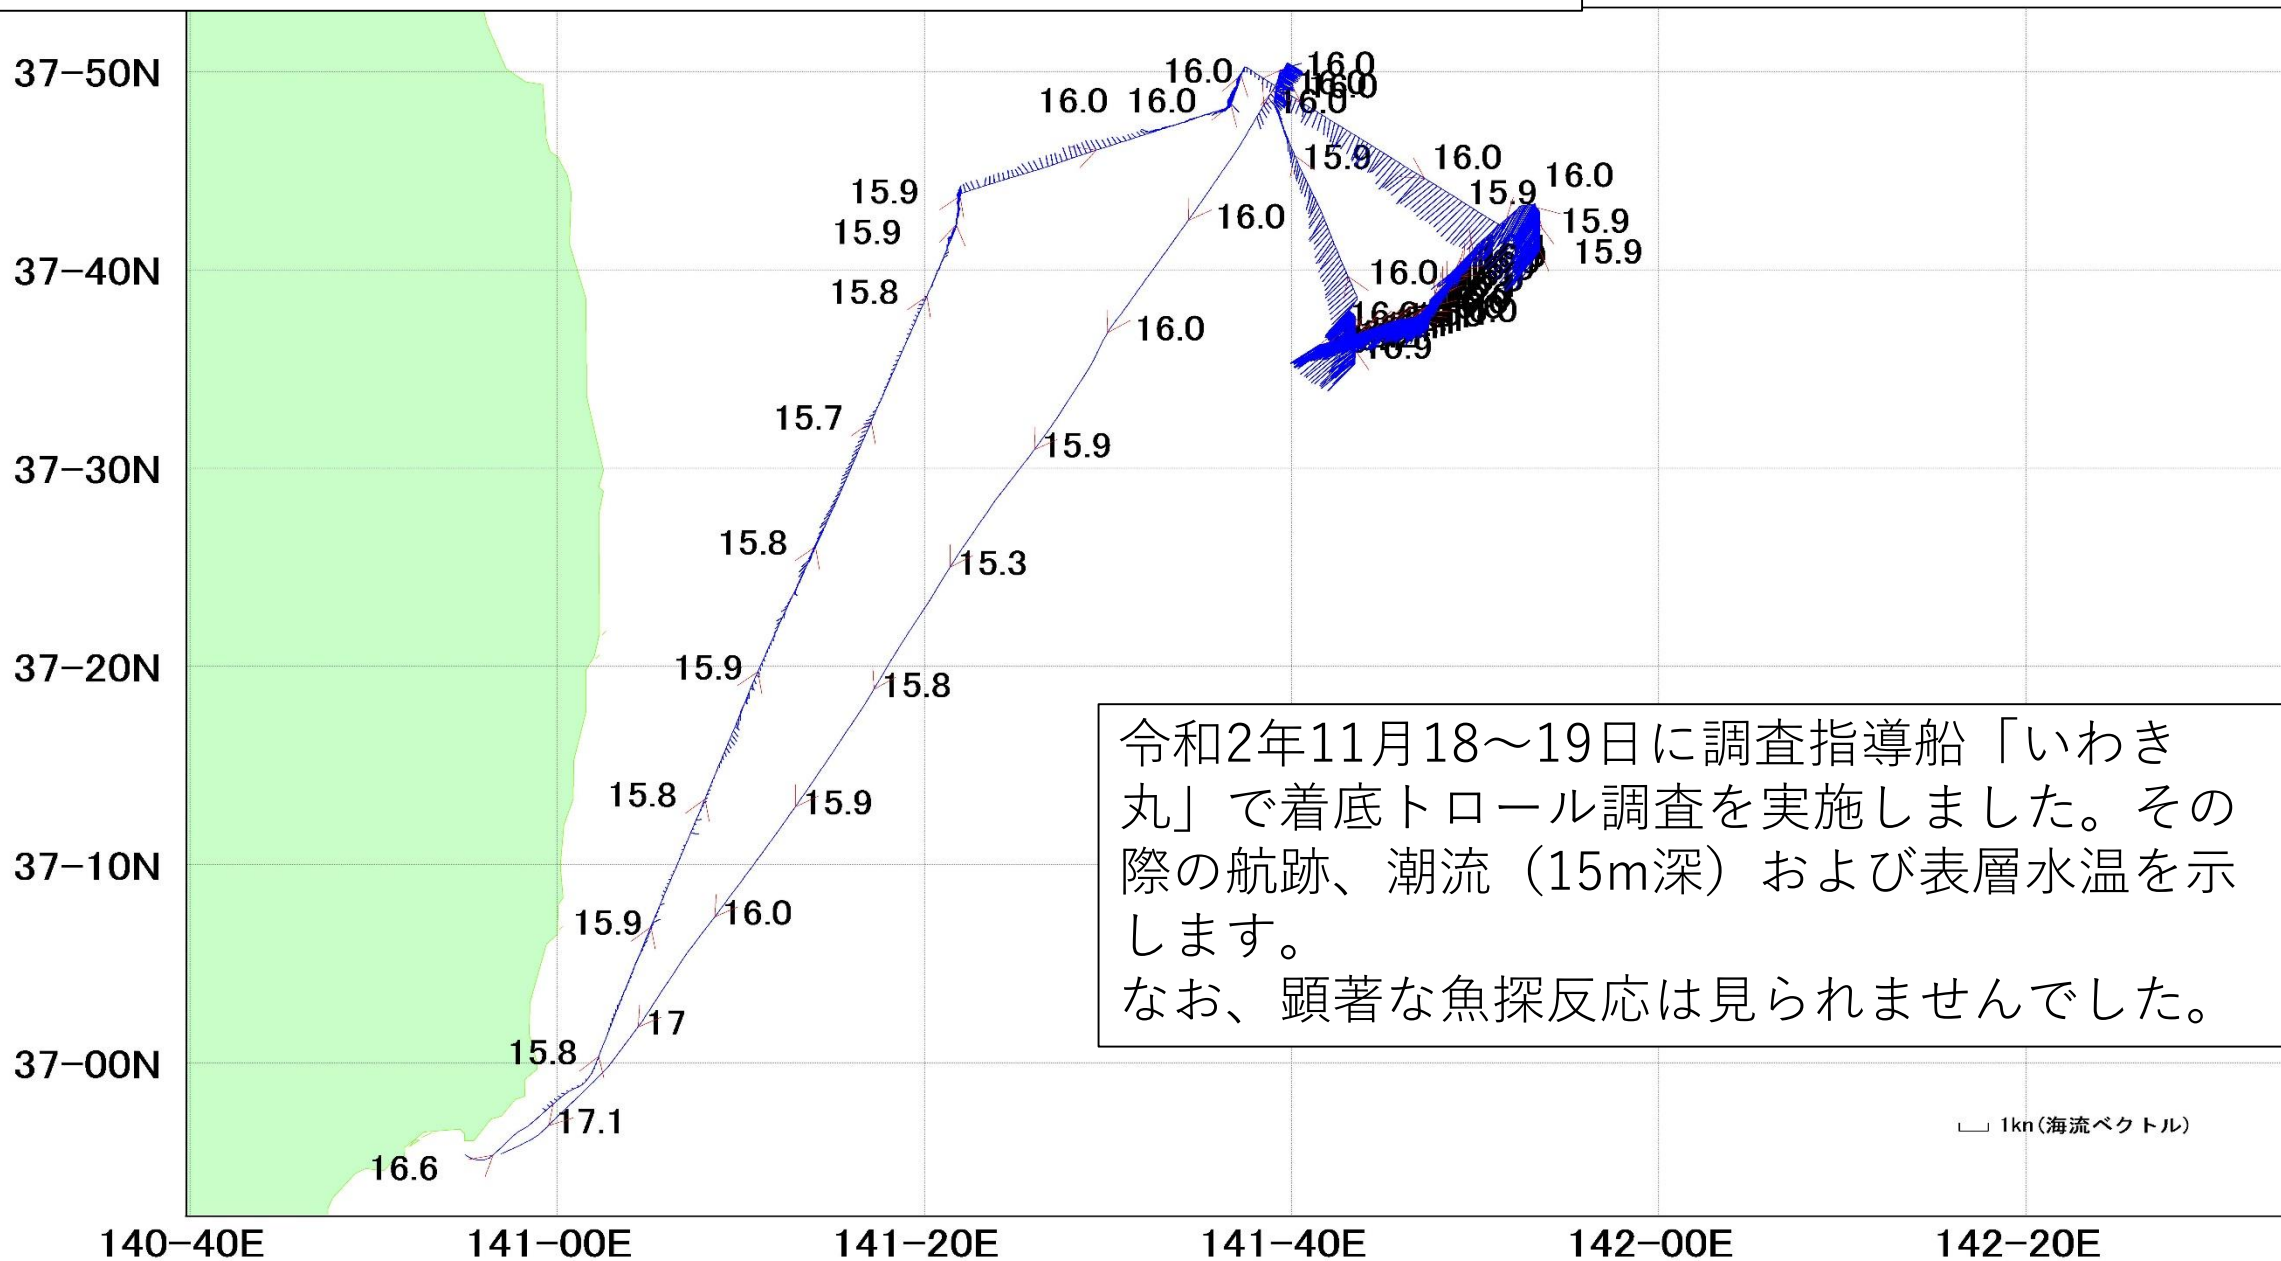 37-50N
37-40N
37-30N
37-20N
37-10N
37-00N
140-40E
141-00E
141-20E
141-40E
142-00E
142-20E
16.0
16.0
16.0
16.0
16.0
16.0
15.9
16.0
15.9
16.0
15.9
15.9
15.9
15.9
16.0
16.0
15.8
16.0
15.7
15.9
15.8
15.3
15.9
15.8
15.8
15.9
15.9
16.0
15.8
17
17.1
16.6
令和2年11月18～19日に調査指導船「いわき
丸」で着底トロール調査を実施しました。その
際の航跡、潮流（15m深）および表層水温を示
します。
なお、顕著な魚探反応は見られませんでした。
1kn(海流ベクトル)